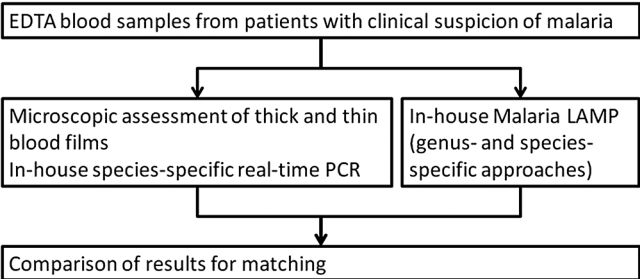 EDTA blood samples from patients with clinical suspicion of malaria
Microscopic assessment of thick and thin
blood films
In-house species-specific real-time PCR
In-house Malaria LAMP
(genus- and species-
specific approaches)
Comparison of results for matching